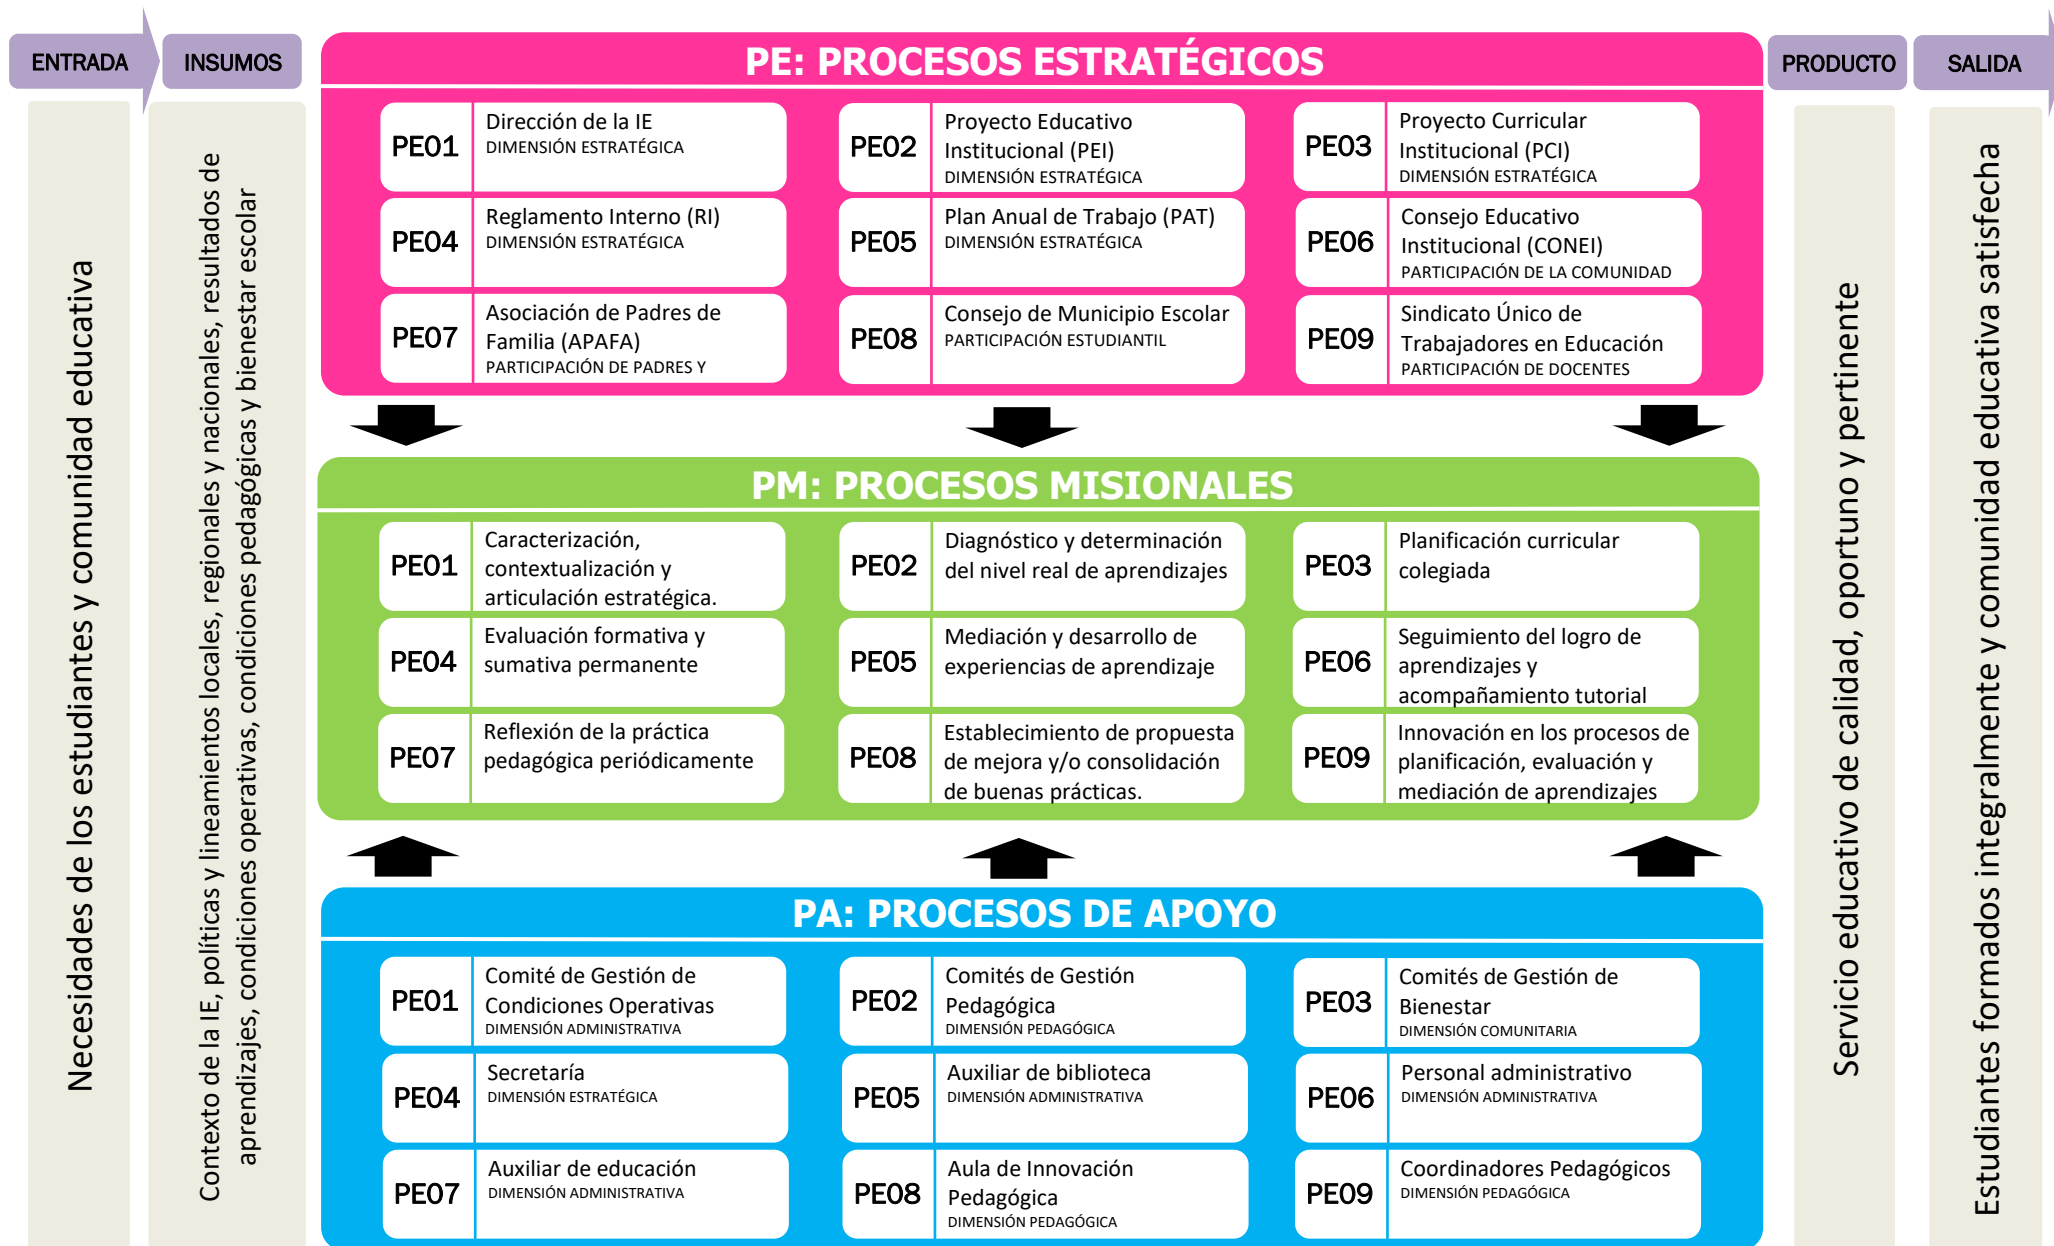 ENTRADA
INSUMOS
PE: PROCESOS ESTRATÉGICOS
PRODUCTO
SALIDA
Necesidades de los estudiantes y comunidad educativa
Contexto de la IE, políticas y lineamientos locales, regionales y nacionales, resultados de
aprendizajes, condiciones operativas, condiciones pedagógicas y bienestar escolar
PE01
Dirección de la IE
DIMENSIÓN ESTRATÉGICA
PE02
Proyecto Educativo
Institucional (PEI)
DIMENSIÓN ESTRATÉGICA
PE03
Proyecto Curricular
Institucional (PCI)
DIMENSIÓN ESTRATÉGICA
PE04
Reglamento Interno (RI)
DIMENSIÓN ESTRATÉGICA
PE05
Plan Anual de Trabajo (PAT)
DIMENSIÓN ESTRATÉGICA
PE06
Consejo Educativo
Institucional (CONEI)
PARTICIPACIÓN DE LA COMUNIDAD
PE07
Asociación de Padres de
Familia (APAFA)
PARTICIPACIÓN DE PADRES Y
PE08
Consejo de Municipio Escolar
PARTICIPACIÓN ESTUDIANTIL
PE09
Sindicato Único de
Trabajadores en Educación
PARTICIPACIÓN DE DOCENTES
PM: PROCESOS MISIONALES
PE01
Caracterización,
contextualización y
articulación estratégica.
PE02
Diagnóstico y determinación
del nivel real de aprendizajes
PE03
Planificación curricular
colegiada
PE04
Evaluación formativa y
sumativa permanente
PE05
Mediación y desarrollo de
experiencias de aprendizaje
PE06
Seguimiento del logro de
aprendizajes y
acompañamiento tutorial
PE07
Reflexión de la práctica
pedagógica periódicamente
PE08
Establecimiento de propuesta
de mejora y/o consolidación
de buenas prácticas.
PE09
Innovación en los procesos de
planificación, evaluación y
mediación de aprendizajes
PA: PROCESOS DE APOYO
PE01
Comité de Gestión de
Condiciones Operativas
DIMENSIÓN ADMINISTRATIVA
PE02
Comités de Gestión
Pedagógica
DIMENSIÓN PEDAGÓGICA
PE03
Comités de Gestión de
Bienestar
DIMENSIÓN COMUNITARIA
PE04
Secretaría
DIMENSIÓN ESTRATÉGICA
PE05
Auxiliar de biblioteca
DIMENSIÓN ADMINISTRATIVA
PE06
Personal administrativo
DIMENSIÓN ADMINISTRATIVA
PE07
Auxiliar de educación
DIMENSIÓN ADMINISTRATIVA
PE08
Aula de Innovación
Pedagógica
DIMENSIÓN PEDAGÓGICA
PE09
Coordinadores Pedagógicos
DIMENSIÓN PEDAGÓGICA
Servicio educativo de calidad, oportuno y pertinente
Estudiantes formados integralmente y comunidad educativa satisfecha